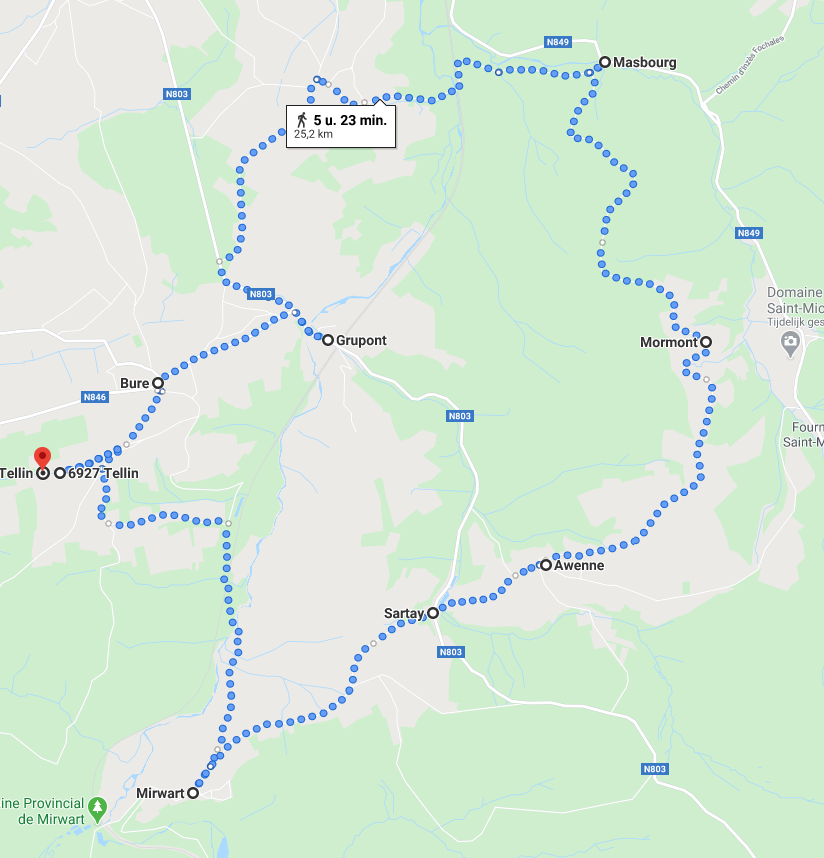 N849
Masbourg
Chemin d'Inzès Fochales
N803
5 u. 23 min.
25,2 km
N849
N803
Domaine
Saint-Mic
Tijdelijk ges
Grupont
Mormont
Bure
N846
N803
Fourn
Saint-M
Tellin
6927 Tellin
Awenne
Sartay
N803
N803
Mirwart
ine Provincial
de Mirwart